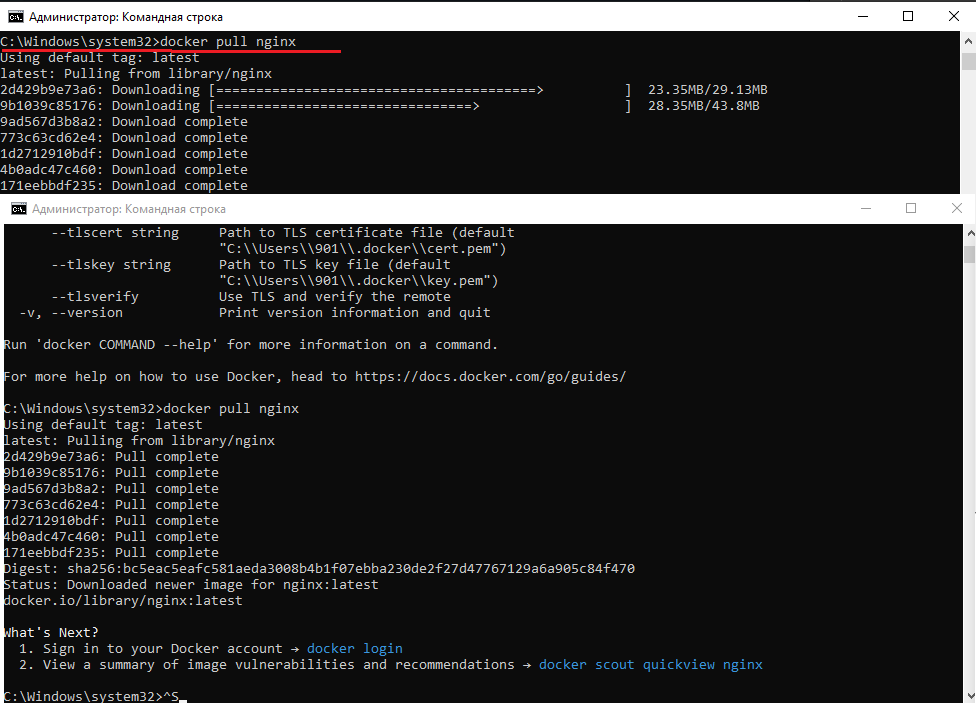 Администратор: Командная строка
C:\Windows\system32>docker pull nginx
Using default tag: latest
latest: Pulling from library/nginx
2d429b9e73a6: Downloading [========================================>          ]  23.35MB/29.13MB
9b1039c85176: Downloading [================================>                  ]  28.35MB/43.8MB
9ad567d3b8a2: Download complete
773c63cd62e4: Download complete
1d2712910bdf: Download complete
4b0adc47c460: Download complete
171eebbdf235: Download complete
Администратор: Командная строка
--tlscert string     Path to TLS certificate file (default
"C:\\Users\\901\\.docker\\cert.pem")
--tlskey string      Path to TLS key file (default
"C:\\Users\\901\\.docker\\key.pem")
--tlsverify          Use TLS and verify the remote
-v, --version            Print version information and quit
Run 'docker COMMAND --help' for more information on a command.
For more help on how to use Docker, head to https://docs.docker.com/go/guides/
C:\Windows\system32>docker pull nginx
Using default tag: latest
latest: Pulling from library/nginx
2d429b9e73a6: Pull complete
9b1039c85176: Pull complete
9ad567d3b8a2: Pull complete
773c63cd62e4: Pull complete
1d2712910bdf: Pull complete
4b0adc47c460: Pull complete
171eebbdf235: Pull complete
Digest: sha256:bc5eac5eafc581aeda3008b4b1f07ebba230de2f27d47767129a6a905c84f470
Status: Downloaded newer image for nginx:latest
docker.io/library/nginx:latest
What's Next?
1. Sign in to your Docker account → docker login
2. View a summary of image vulnerabilities and recommendations → docker scout quickview nginx
C:\Windows\system32>^S